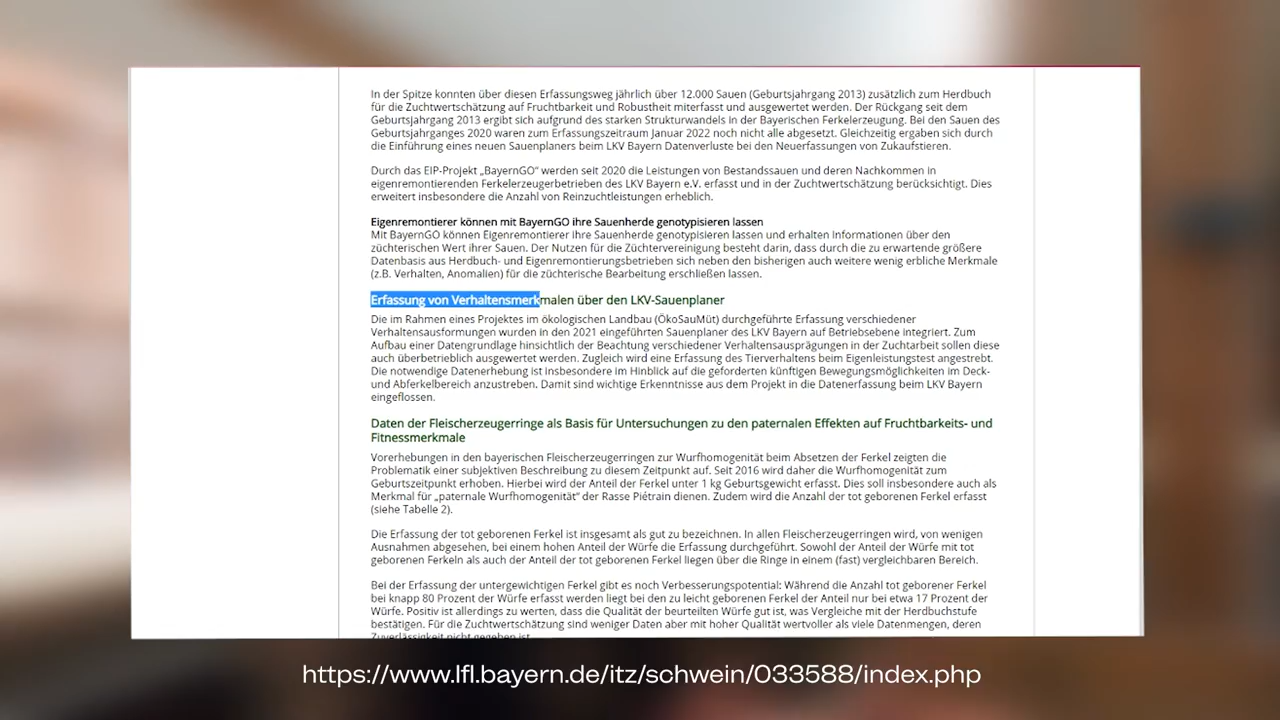 In der Spitze konnten über diesen Erfassungsweg jährlich über 12.000 Sauen (Geburtsjahrgang 2013) zusätzlich zum Herdbuch
für die Zuchtwertschätzung auf Fruchtbarkeit und Robustheit miterfasst und ausgewertet werden. Der Rückgang seit dem
Geburtsjahrgang 2013 ergibt sich aufgrund des starken Strukturwandels in der Bayerischen Ferkelerzeugung. Bei den Sauen des
Geburtsjahrganges 2020 waren zum Erfassungszeitraum Januar 2022 noch nicht alle abgesetzt. Gleichzeitig ergaben sich durch
die Einführung eines neuen Sauenplaners beim LKV Bayern Datenverluste bei den Neuerfassungen von Zukaufstieren.
Durch das EIP-Projekt „BayernGO“ werden seit 2020 die Leistungen von Bestandssauen und deren Nachkommen in
eigenremontierenden Ferkelerzeugerbetrieben des LKV Bayern e.V. erfasst und in der Zuchtwertschätzung berücksichtigt. Dies
erweitert insbesondere die Anzahl von Reinzuchtleistungen erheblich.
Eigenremontierer können mit BayernGO ihre Sauenherde genotypisieren lassen
Mit BayernGO können Eigenremontierer ihre Sauenherde genotypisieren lassen und erhalten Informationen über den
züchterischen Wert ihrer Sauen. Der Nutzen für die Züchtervereinigung besteht darin, dass durch die zu erwartende größere
Datenbasis aus Herdbuch- und Eigenremontierungsbetrieben sich neben den bisherigen auch weitere wenig erbliche Merkmale
(z.B. Verhalten, Anomalien) für die züchterische Bearbeitung erschließen lassen.
Erfassung von Verhaltensmerkmalen über den LKV-Sauenplaner
Die im Rahmen eines Projektes im ökologischen Landbau (ÖkoSauMüt) durchgeführte Erfassung verschiedener
Verhaltensausformungen wurden in den 2021 eingeführten Sauenplaner des LKV Bayern auf Betriebsebene integriert. Zum
Aufbau einer Datengrundlage hinsichtlich der Beachtung verschiedener Verhaltensausprägungen in der Zuchtarbeit sollen diese
auch überbetrieblich ausgewertet werden. Zugleich wird eine Erfassung des Tierverhaltens beim Eigenleistungstest angestrebt.
Die notwendige Datenerhebung ist insbesondere im Hinblick auf die geforderten künftigen Bewegungsmöglichkeiten im Deck-
und Abferkelbereich anzustreben. Damit sind wichtige Erkenntnisse aus dem Projekt in die Datenerfassung beim LKV Bayern
eingeflossen.
Daten der Fleischerzeugerringe als Basis für Untersuchungen zu den paternalen Effekten auf Fruchtbarkeits- und
Fitnessmerkmale
Vorerhebungen in den bayerischen Fleischerzeugerringen zur Wurfhomogenität beim Absetzen der Ferkel zeigten die
Problematik einer subjektiven Beschreibung zu diesem Zeitpunkt auf. Seit 2016 wird daher die Wurfhomogenität zum
Geburtszeitpunkt erhoben. Hierbei wird der Anteil der Ferkel unter 1 kg Geburtsgewicht erfasst. Dies soll insbesondere auch als
Merkmal für „paternale Wurfhomogenität“ der Rasse Piétrain dienen. Zudem wird die Anzahl der tot geborenen Ferkel erfasst
(siehe Tabelle 2).
Die Erfassung der tot geborenen Ferkel ist insgesamt als gut zu bezeichnen. In allen Fleischerzeugerringen wird, von wenigen
Ausnahmen abgesehen, bei einem hohen Anteil der Würfe die Erfassung durchgeführt. Sowohl der Anteil der Würfe mit tot
geborenen Ferkeln als auch der Anteil der tot geborenen Ferkel liegen über die Ringe in einem (fast) vergleichbaren Bereich.
Bei der Erfassung der untergewichtigen Ferkel gibt es noch Verbesserungspotential: Während die Anzahl tot geborener Ferkel
bei knapp 80 Prozent der Würfe erfasst werden liegt bei den zu leicht geborenen Ferkel der Anteil nur bei etwa 17 Prozent der
Würfe. Positiv ist allerdings zu werten, dass die Qualität der beurteilten Würfe gut ist, was Vergleiche mit der Herdbuchstufe
bestätigen. Für die Zuchtwertschätzung sind weniger Daten aber mit hoher Qualität wertvoller als viele Datenmengen, deren
Zuverlässigkeit nicht gegeben ist.
https://www.lfl.bayern.de/itz/schwein/033588/index.php